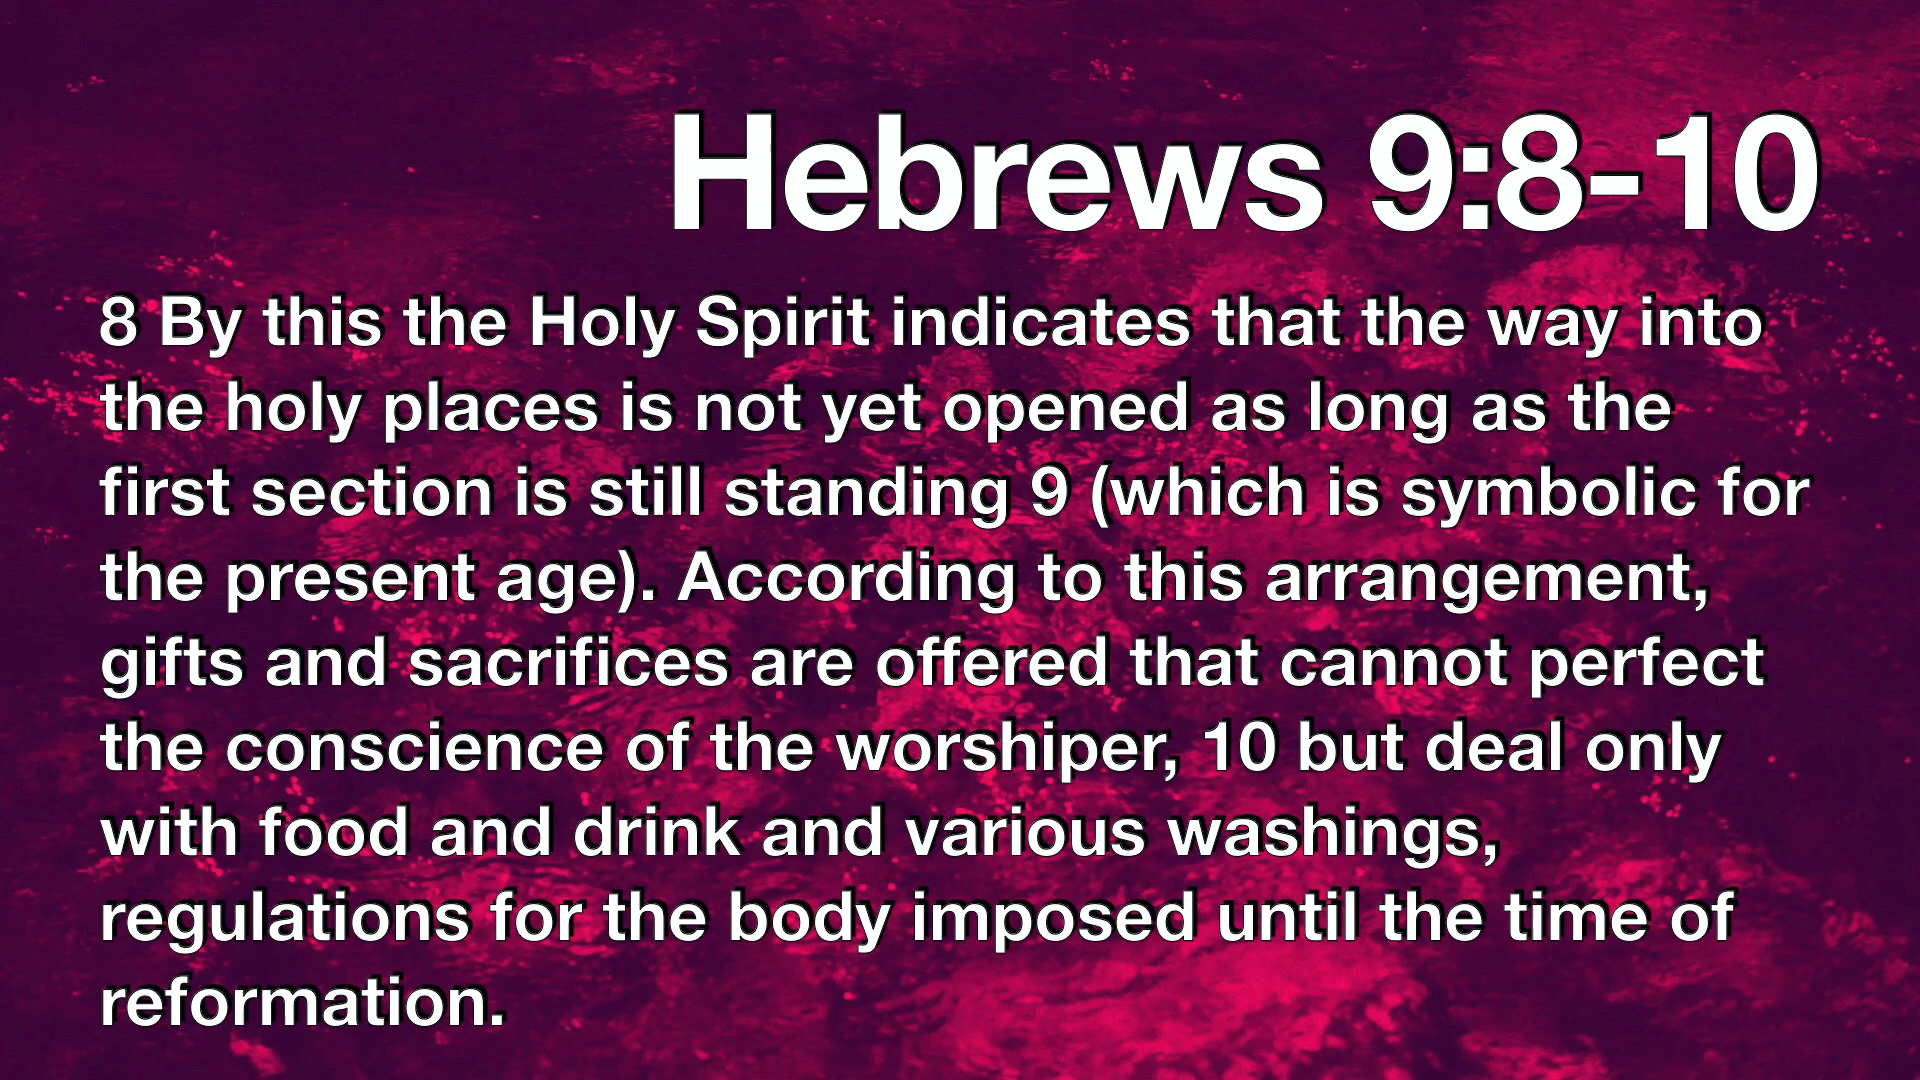 Hebrews 9:8-10
8 By this the Holy Spirit indicates that the way into
the holy places is not yet opened as long as the
first section is still standing 9 (which is symbolic for
the present age). According to this arrangement,
gifts and sacrifices are offered that cannot perfect
the conscience of the worshiper, 10 but deal only
with food and drink and various washings,
regulations for the body imposed until the time of
reformation.